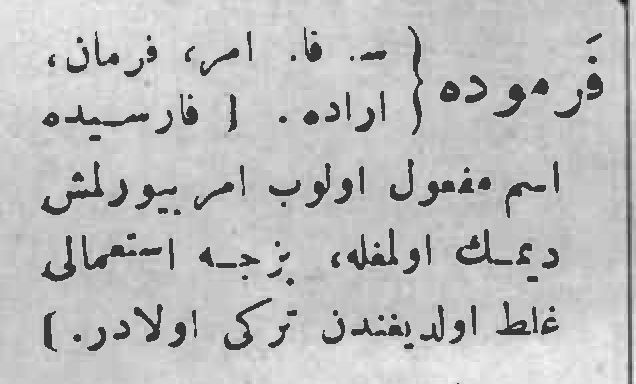 فَرموده { س. فا. امر، فرمان،
اراده. [ فارسیده
اسم مفعول اولوب امر بیورلمش
دیمك اولمغله، بزجه استعمالی
غلط اولدیغندن ترکی اولادر. ]